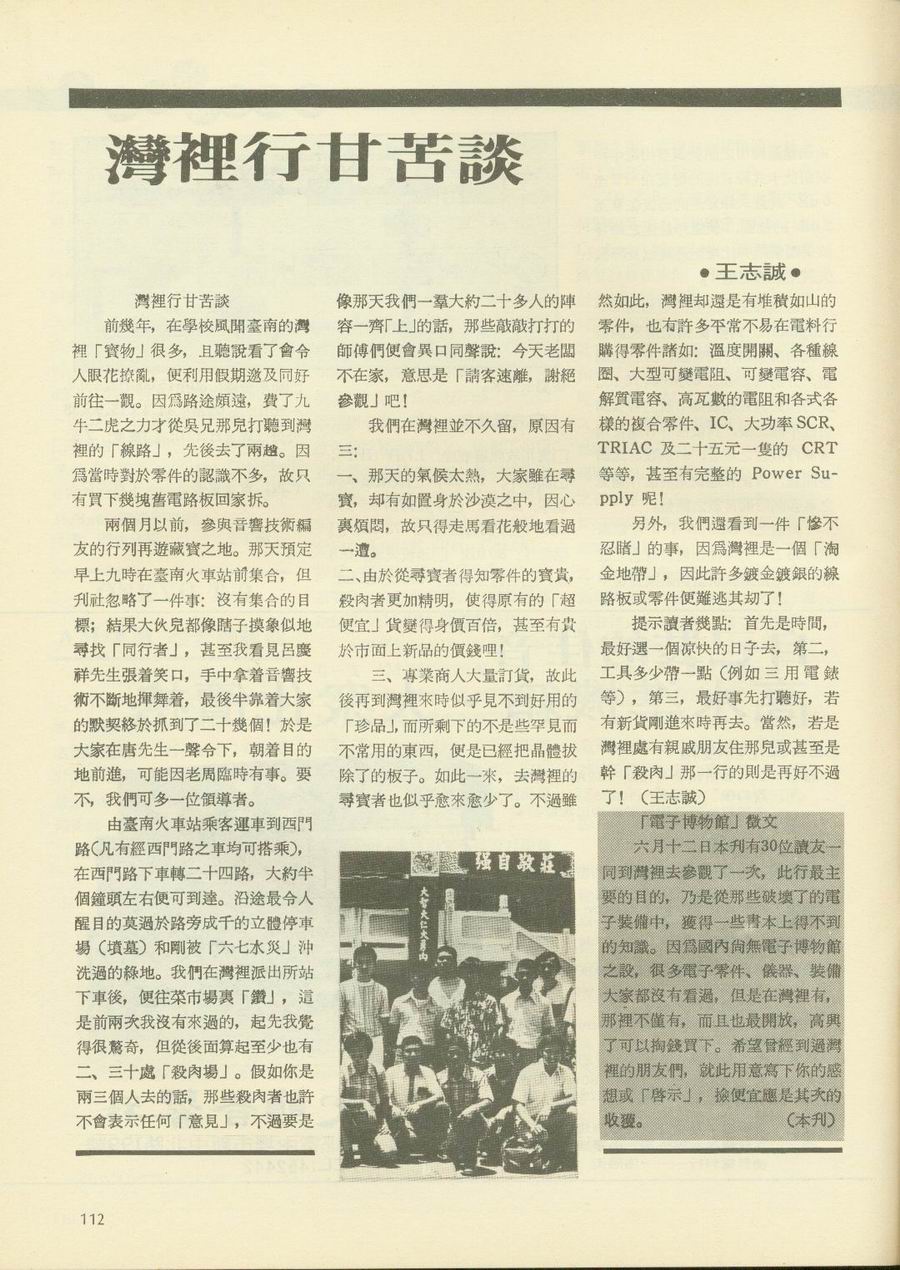 灣裡行甘苦談
●王志誠●
灣裡行甘苦談
前幾年，在學校風聞臺南的灣
裡「寶物」很多，且聽說看了會令
人眼花撩亂，便利用假期邀及同好
前往一觀。因爲路途頗遠，費了九
牛二虎之力才從吳兄那兒打聽到灣
裡的「線路」，先後去了兩趟。因
爲當時對於零件的認識不多，故只
有買下幾塊舊電路板回家拆。
兩個月以前，參與音響技術編
友的行列再遊藏寶之地。那天預定
早上九時在臺南火車站前集合，但
刋社忽略了一件事：沒有集合的目
標；結果大伙兒都像瞎子摸象似地
尋找「同行者」，甚至我看見呂慶
祥先生張着笑口，手中拿着音響技
術不斷地揮舞着，最後半靠着大家
的默契終於抓到了二十幾個！於是
大家在唐先生一聲令下，朝着目的
地前進，可能因老周臨時有事。要
不，我們可多一位領導者。
由臺南火車站乘客運車到西門
路(凡有經西門路之車均可搭乘)，
在西門路下車轉二十四路，大約半
個鐘頭左右便可到達。沿途最令人
醒目的莫過於路旁成千的立體停車
場（墳墓）和剛被「六七水災」沖
洗過的綠地。我們在灣裡派出所站
下車後，便往菜市場裏「鑽」，這
是前兩次我沒有來過的，起先我覺
得很驚奇，但從後面算起至少也有
二、三十處「殺肉場」。假如你是
兩三個人去的話，那些殺肉者也許
不會表示任何「意見」，不過要是
像那天我們一羣大約二十多人的陣
容一齊「上」的話，那些敲敲打打的
師傅們便會異口同聲說：今天老闆
不在家，意思是「請客速離，謝絕
參觀」吧！
我們在灣裡並不久留，原因有
三：
一、那天的氣候太熱，大家雖在尋
寶，却有如置身於沙漠之中，因心
裏煩悶，故只得走馬看花般地看過
一遭。
二、由於從尋寶者得知零件的寶貴，
殺肉者更加精明，使得原有的「超
便宜」貨變得身價百倍，甚至有貴
於市面上新品的價錢哩！
三、專業商人大量訂貨，故此
後再到灣裡來時似乎見不到好用的
「珍品」，而所剩下的不是些罕見而
不常用的東西，便是已經把晶體拔
除了的板子。如此一來，去灣裡的
尋寶者也似乎愈來愈少了。不過雖
强自敬莊
大智大仁大勇內
然如此，灣裡却還是有堆積如山的
零件，也有許多平常不易在電料行
購得零件諸如：溫度開關、各種線
圈、大型可變電阻、可變電容、電
解質電容、高瓦數的電阻和各式各
樣的複合零件、IC、大功率SCR、
TRIAC 及二十五元一隻的 CRT
等等，甚至有完整的 Power Su-
pply 呢！
另外，我們還看到一件「慘不
忍睹」的事，因爲灣裡是一個「淘
金地帶」，因此許多鍍金鍍銀的線
路板或零件便難逃其刼了！
提示讀者幾點：首先是時間，
最好選一個凉快的日子去，第二，
工具多少帶一點（例如三用電錶
等），第三，最好事先打聽好，若
有新貨剛進來時再去。當然，若是
灣裡處有親戚朋友住那兒或甚至是
幹「殺肉」那一行的則是再好不過
了！（王志誠）
「電子博物館」徵文
六月十二日本刋有30位讀友一
同到灣裡去參觀了一次，此行最主
要的目的，乃是從那些破壞了的電
子裝備中，獲得一些書本上得不到
的知識。因爲國內尙無電子博物館
之設，很多電子零件、儀器、裝備
大家都沒有看過，但是在灣裡有，
那裡不僅有，而且也最開放，高興
了可以掏錢買下。希望曾經到過灣
裡的朋友們，就此用意寫下你的感
想或「啓示」，撿便宜應是其次的
收獲。（本刋）
112